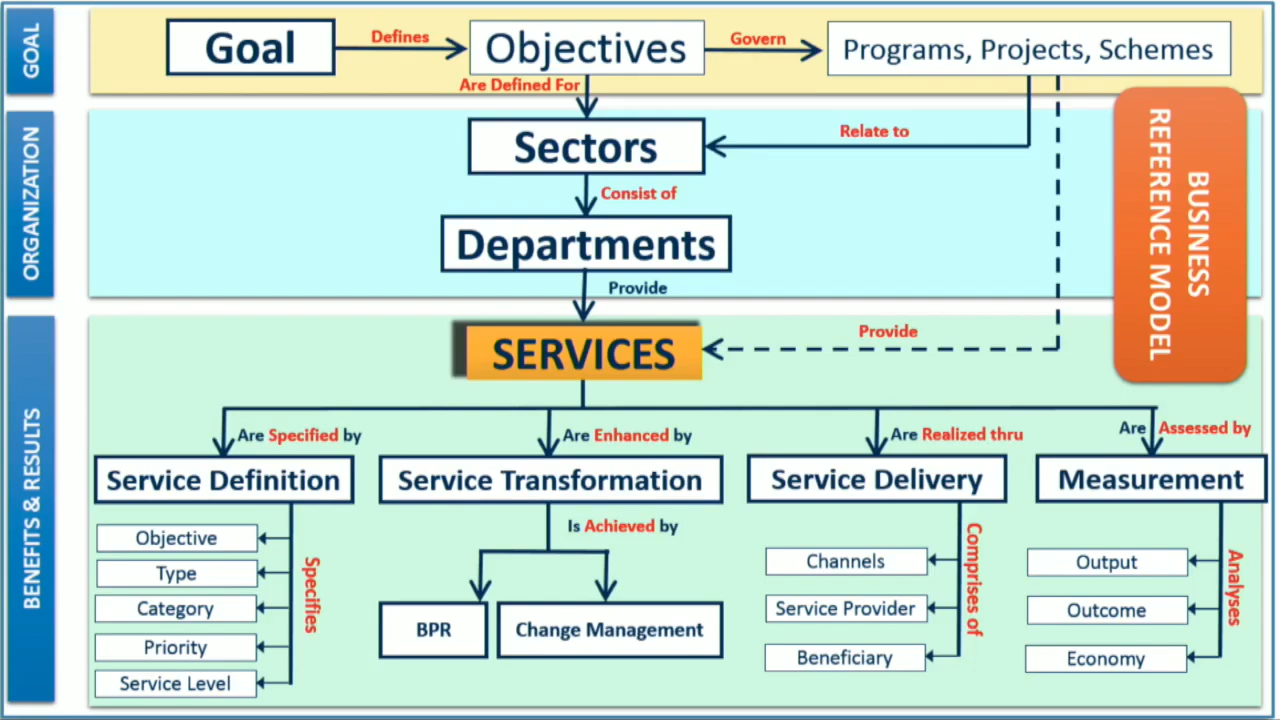 GOAL
Goal
Defines
Objectives
Govern
Programs, Projects, Schemes
Are Defined For
ORGANIZATION
Sectors
Relate to
Consist of
Departments
Provide
BUSINESS
REFERENCE MODEL
BENEFITS & RESULTS
SERVICES
Provide
Are Specified by
Are Enhanced by
Are Realized thru
Are Assessed by
Service Definition
Service Transformation
Service Delivery
Measurement
Objective
Type
Category
Priority
Service Level
Specifies
Is Achieved by
BPR
Change Management
Channels
Service Provider
Beneficiary
Comprises of
Output
Outcome
Economy
Analyses